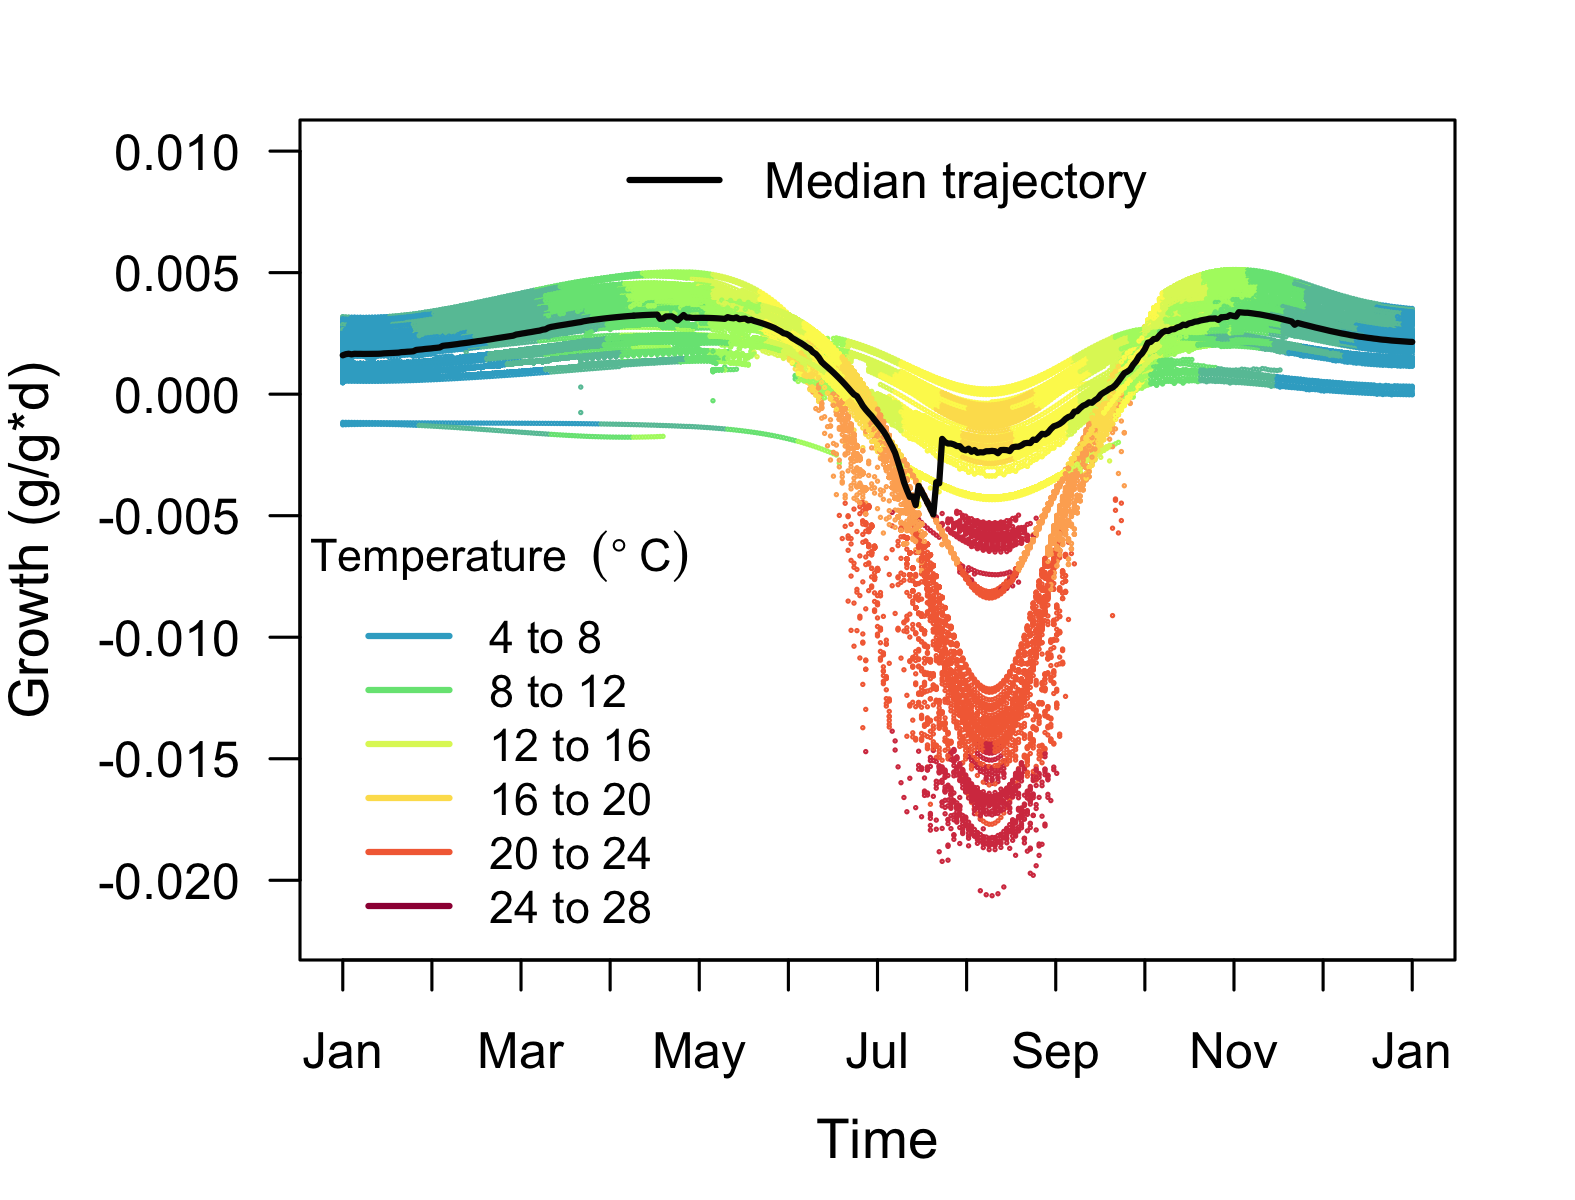 0.010
0.005
0.000
-0.005
-0.010
-0.015
-0.020
Growth (g/g*d)
Median trajectory
Temperature (° C)
4 to 8
8 to 12
12 to 16
16 to 20
20 to 24
24 to 28
Jan Mar May Jul Sep Nov Jan
Time